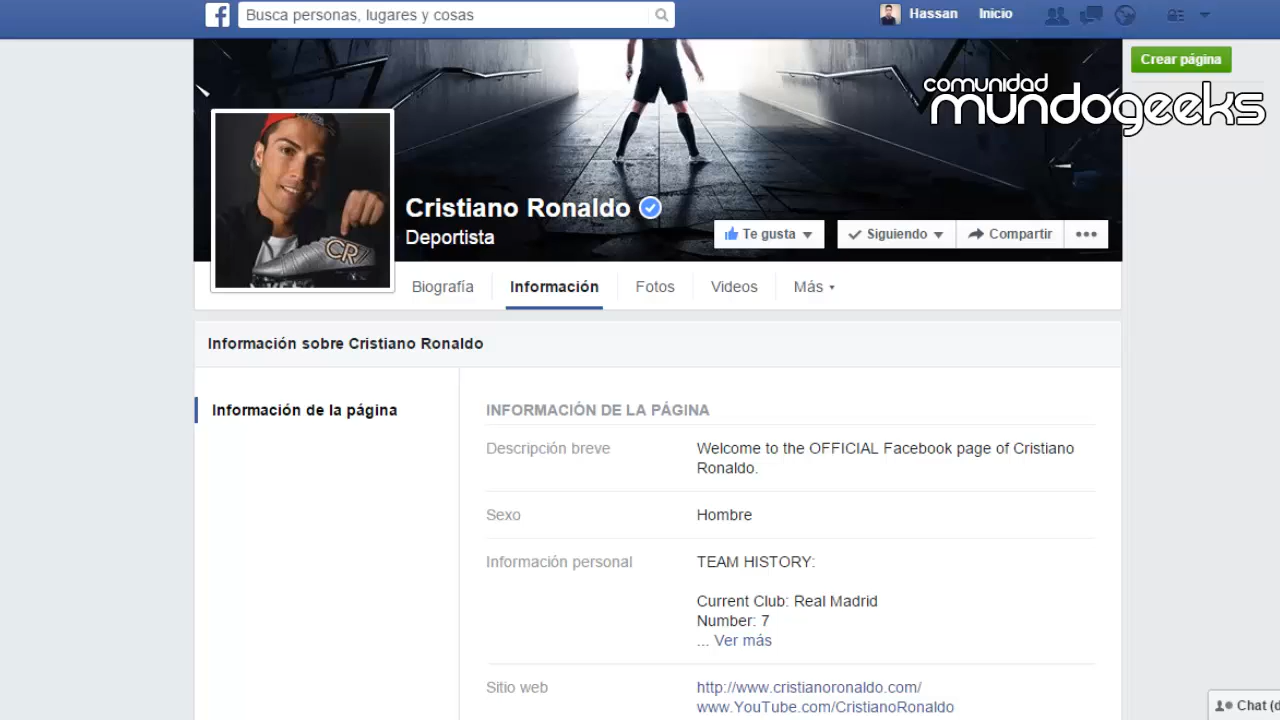 f
Busca personas, lugares y cosas
Hassan Inicio
Crear página
comunidad
mundogeeks
CR
Cristiano Ronaldo
Deportista
Te gusta
Siguiendo
Compartir
Biografía
Información
Fotos
Videos
Más
Información sobre Cristiano Ronaldo
Información de la página
INFORMACIÓN DE LA PÁGINA
Descripción breve
Welcome to the OFFICIAL Facebook page of Cristiano
Ronaldo.
Sexo
Hombre
Información personal
TEAM HISTORY:
Current Club: Real Madrid
Number: 7
... Ver más
Sitio web
http://www.cristianoronaldo.com/
www.YouTube.com/CristianoRonaldo
Chat (d